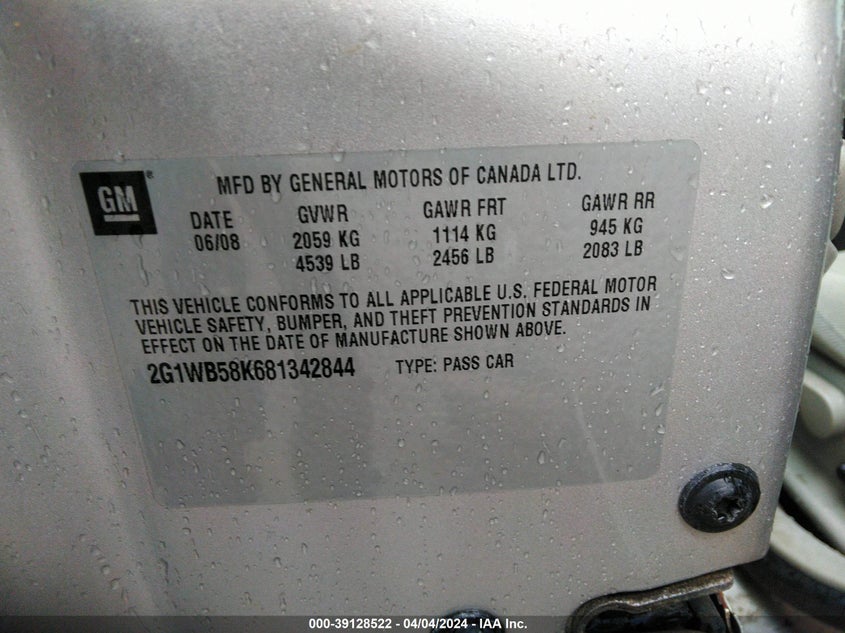 GM®
MFD BY GENERAL MOTORS OF CANADA LTD.
DATE GVWR GAWR FRT GAWR RR
06/08 2059 KG 1114 KG 945 KG
4539 LB 2456 LB 2083 LB
THIS VEHICLE CONFORMS TO ALL APPLICABLE U.S. FEDERAL MOTOR
VEHICLE SAFETY, BUMPER, AND THEFT PREVENTION STANDARDS IN
EFFECT ON THE DATE OF MANUFACTURE SHOWN ABOVE.
2G1WB58K681342844 TYPE: PASS CAR
000-39128522 - 04/04/2024 - IAA Inc.